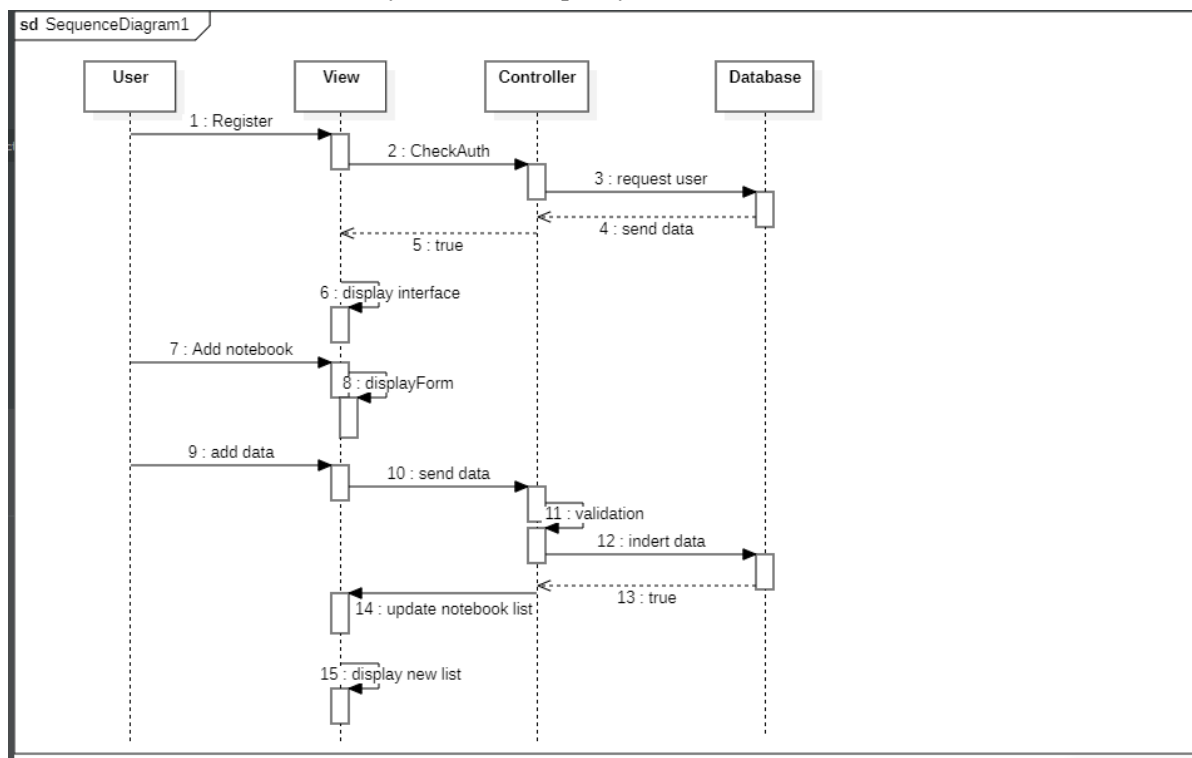 sd SequenceDiagram1
User
View
Controller
Database
1 : Register
2 : CheckAuth
3 : request user
4 : send data
5 : true
6 : display interface
7 : Add notebook
8 : displayForm
9 : add data
10 : send data
11 : validation
12 : indert data
13 : true
14 : update notebook list
15 : display new list